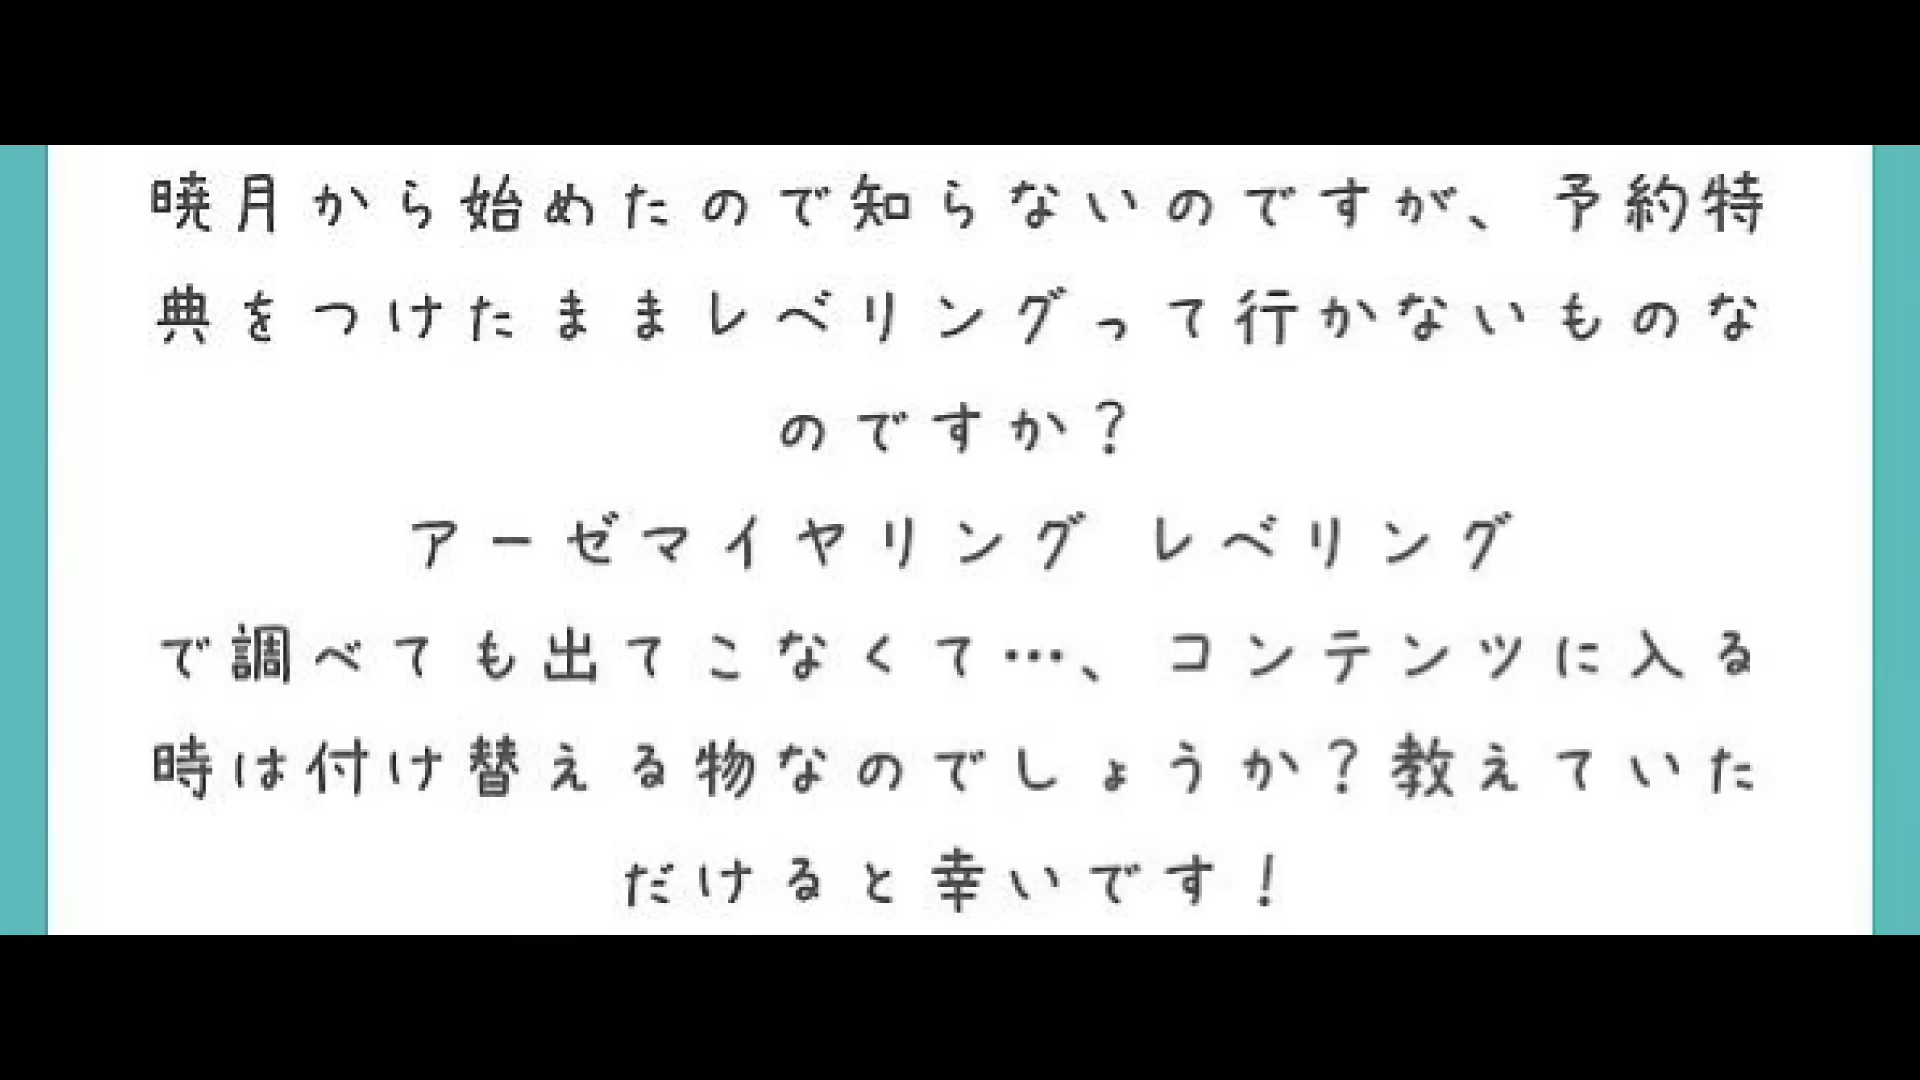 暁月から始めたので知らないのですが、予約特
典をつけたままレベリングって行かないものな
のですか？
アーゼマイヤリング レベリング
で調べても出てこなくて…、コンテンツに入る
時は付け替える物なのでしょうか？教えていた
だけると幸いです！